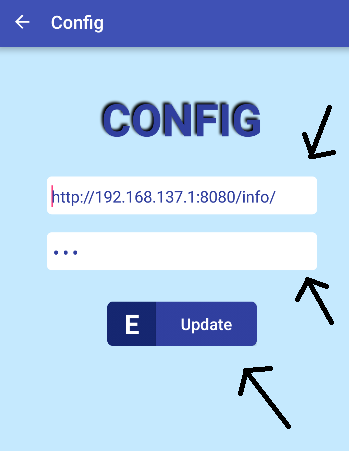 Config
CONFIG
http://192.168.137.1:8080/info/
•••
E Update